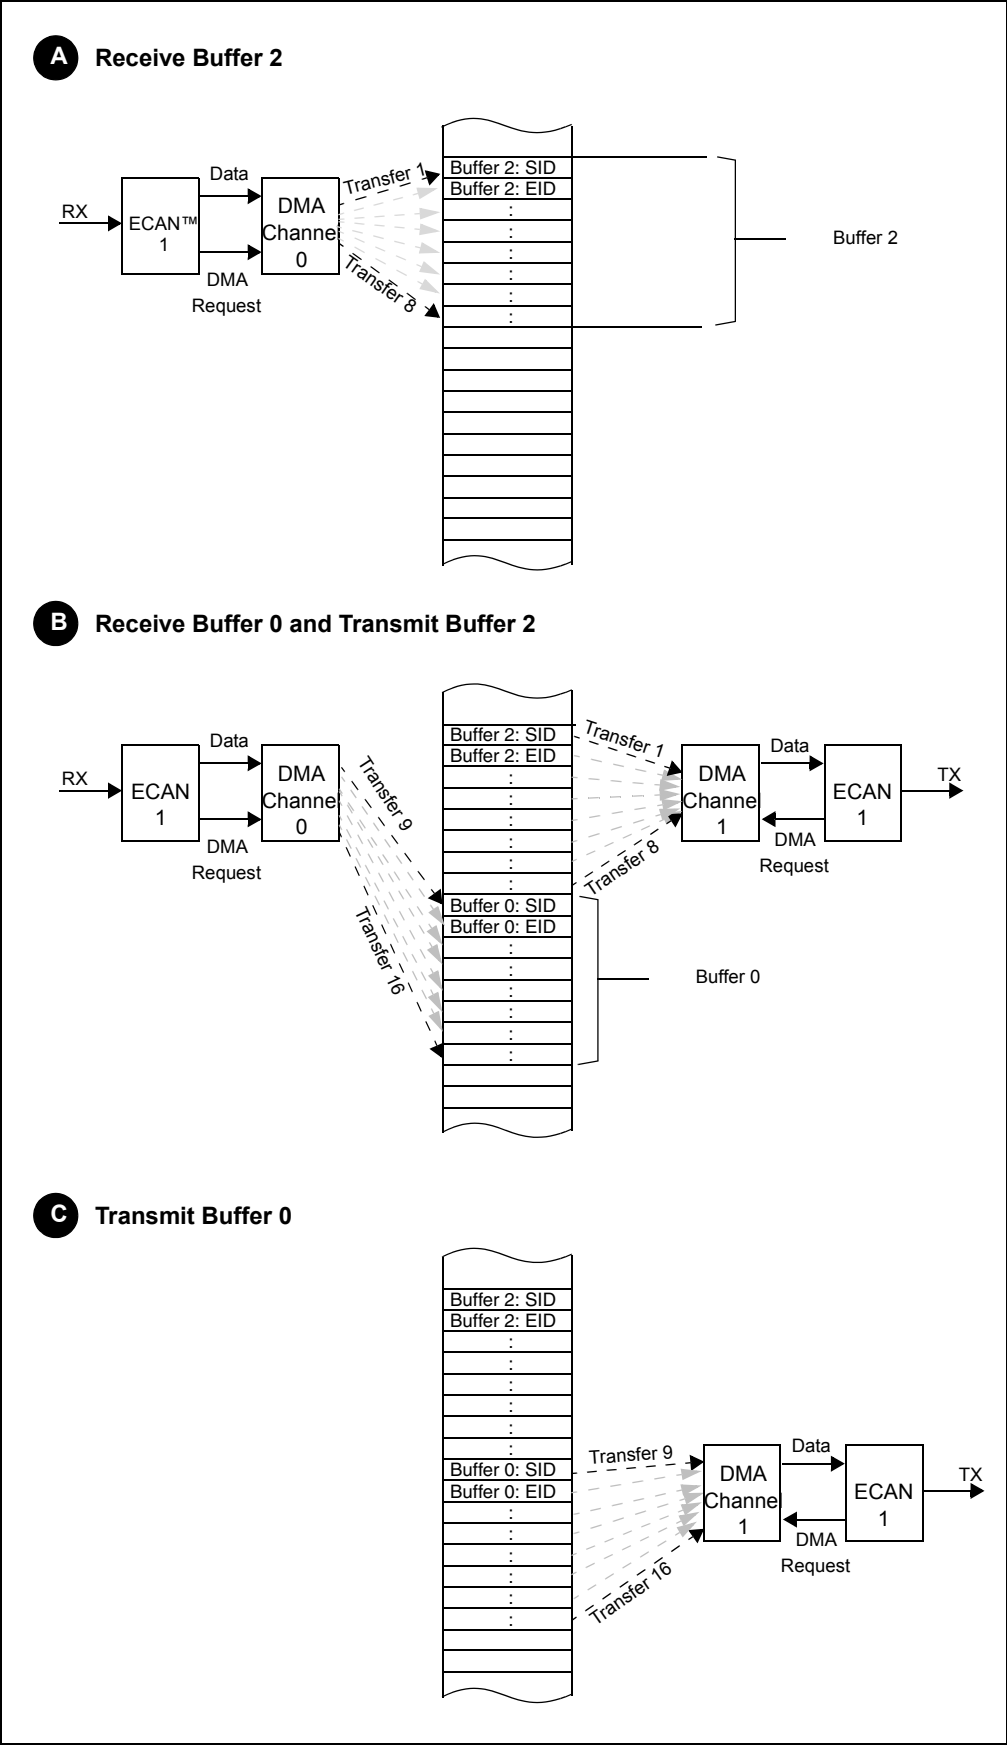 A Receive Buffer 2
Buffer 2: SID
Buffer 2: EID
Transfer 1
Data
RX
ECAN™
1
DMA
Channel
0
Buffer 2
DMA
Request
Transfer 8
B Receive Buffer 0 and Transmit Buffer 2
Buffer 2: SID
Buffer 2: EID
Transfer 1
Data
Data
RX
ECAN
1
DMA
Channel
0
Transfer 9
DMA
Channel
1
ECAN
1
TX
DMA
Request
Transfer 8
DMA
Request
Buffer 0: SID
Buffer 0: EID
Transfer 16
Buffer 0
C Transmit Buffer 0
Buffer 2: SID
Buffer 2: EID
Buffer 0: SID
Buffer 0: EID
Transfer 9
Data
DMA
Channel
1
ECAN
1
TX
DMA
Request
Transfer 16